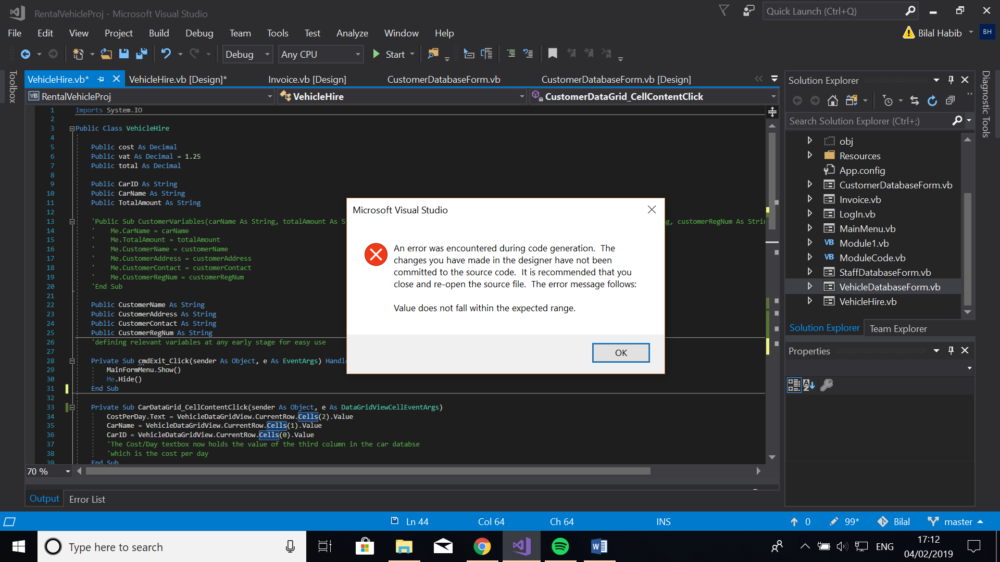 RentalVehicleProj - Microsoft Visual Studio
Quick Launch (Ctrl+Q)
File Edit View Project Build Debug Team Tools Test Analyze Window Help
Bilal Habib BH
Debug Any CPU Start
Toolbox
VehicleHire.vb* VehicleHire.vb [Design]* Invoice.vb [Design] CustomerDatabaseForm.vb CustomerDatabaseForm.vb [Design]
VB RentalVehicleProj VehicleHire CustomerDataGrid_CellContentClick
1 Imports System.IO
2
3 Public Class VehicleHire
4
5 Public cost As Decimal
6 Public vat As Decimal = 1.25
7 Public total As Decimal
8
9 Public CarID As String
10 Public CarName As String
11 Public TotalAmount As String
12
13 'Public Sub CustomerVariables(carName As String, totalAmount As S g, customerRegNum As Strin
14 ' Me.CarName = carName
15 ' Me.TotalAmount = totalAmount
16 ' Me.CustomerName = customerName
17 ' Me.CustomerAddress = customerAddress
18 ' Me.CustomerContact = customerContact
19 ' Me.CustomerRegNum = customerRegNum
20 'End Sub
21
22 Public CustomerName As String
23 Public CustomerAddress As String
24 Public CustomerContact As String
25 Public CustomerRegNum As String
26 'defining relevant variables at any early stage for easy use
27
28 Private Sub cmdExit_Click(sender As Object, e As EventArgs) Handle
29 MainFormMenu.Show()
30 Me.Hide()
31 End Sub
32
33 Private Sub CarDataGrid_CellContentClick(sender As Object, e As DataGridViewCellEventArgs)
34 CostPerDay.Text = VehicleDataGridView.CurrentRow.Cells(2).Value
35 CarName = VehicleDataGridView.CurrentRow.Cells(1).Value
36 CarID = VehicleDataGridView.CurrentRow.Cells(0).Value
37 'The Cost/Day textbox now holds the value of the third column in the car databse
38 'which is the cost per day
39 End Sub
70 %
Output Error List
Microsoft Visual Studio
An error was encountered during code generation. The
changes you have made in the designer have not been
committed to the source code. It is recommended that you
close and re-open the source file. The error message follows:
Value does not fall within the expected range.
OK
Solution Explorer
Search Solution Explorer (Ctrl+;)
obj
Resources
App.config
CustomerDatabaseForm.vb
Invoice.vb
LogIn.vb
MainMenu.vb
VB Module1.vb
VB ModuleCode.vb
StaffDatabaseForm.vb
VehicleDatabaseForm.vb
VehicleHire.vb
Solution Explorer Team Explorer
Properties
Diagnostic Tools
Ln 44 Col 64 Ch 64 INS 0 99* Bilal master
Type here to search
ENG
17:12
04/02/2019